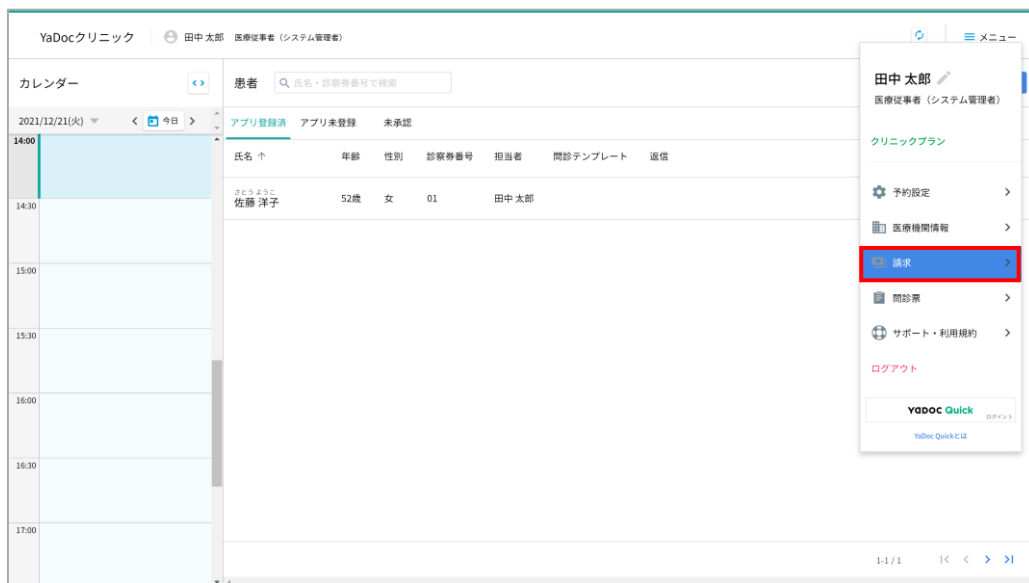 YaDocクリニック
田中 太郎 医療従事者（システム管理者）
メニュー
カレンダー
2021/12/21(火)
今日
14:00
14:30
15:00
15:30
16:00
16:30
17:00
患者
氏名・診察券番号で検索
アプリ登録済 アプリ未登録 未承認
氏名 年齢 性別 診察券番号 担当者 問診テンプレート 返信
さとう ようこ
佐藤 洋子 52歳 女 01 田中 太郎
1-1 / 1
田中 太郎
医療従事者（システム管理者）
クリニックプラン
予約設定
医療機関情報
請求
問診票
サポート・利用規約
ログアウト
YaDOC Quick
ログイン
YaDoc Quickとは